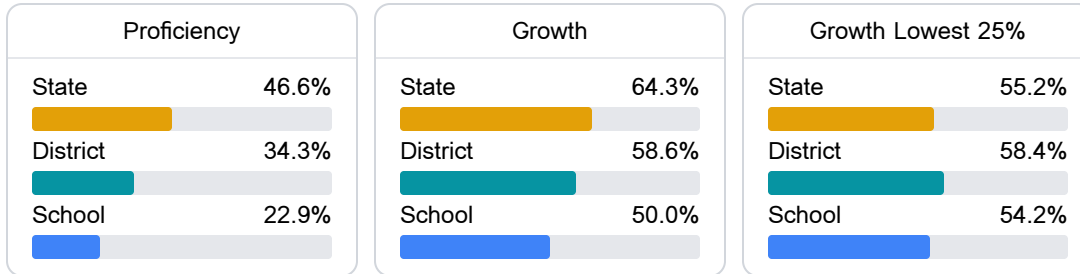 Proficiency
State 46.6%
District 34.3%
School 22.9%
Growth
State 64.3%
District 58.6%
School 50.0%
Growth Lowest 25%
State 55.2%
District 58.4%
School 54.2%